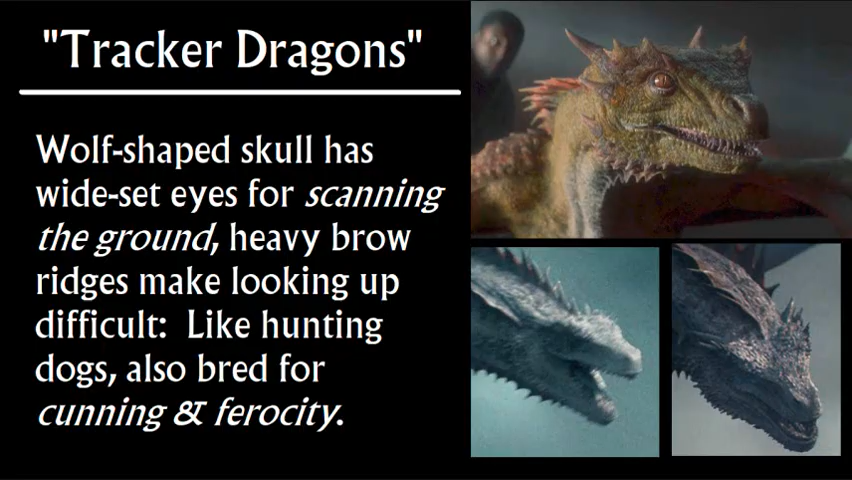 "Tracker Dragons"
Wolf-shaped skull has
wide-set eyes for scanning
the ground, heavy brow
ridges make looking up
difficult: Like hunting
dogs, also bred for
cunning & ferocity.